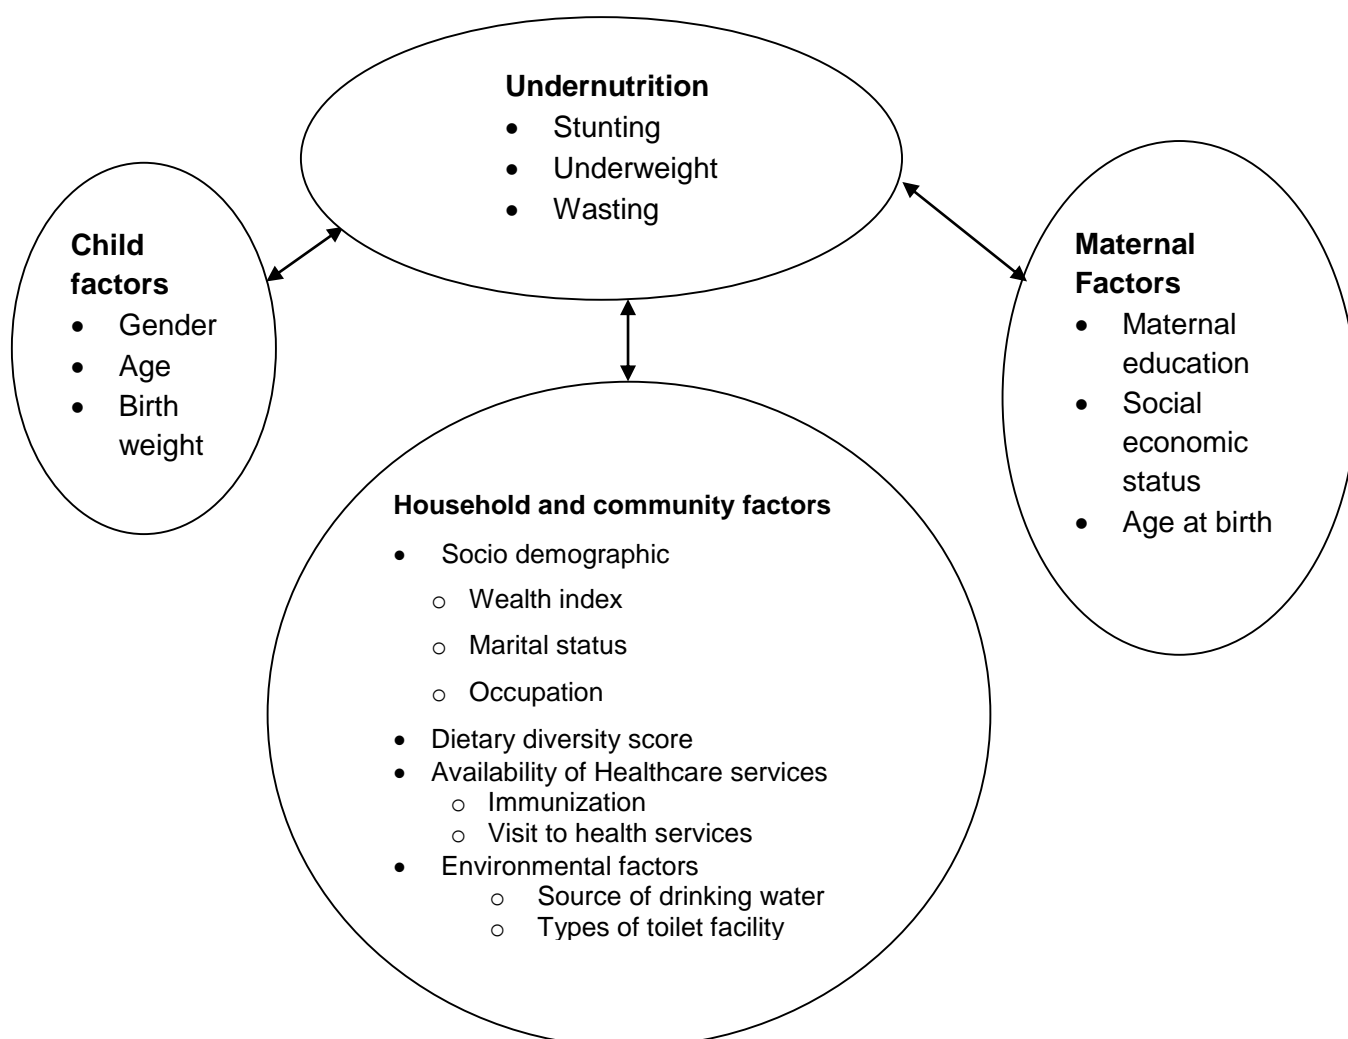 Undernutrition
• Stunting
• Underweight
• Wasting
Child
factors
• Gender
• Age
• Birth
weight
Maternal
Factors
• Maternal
education
• Social
economic
status
• Age at birth
Household and community factors
• Socio demographic
o Wealth index
o Marital status
o Occupation
• Dietary diversity score
• Availability of Healthcare services
o Immunization
o Visit to health services
• Environmental factors
o Source of drinking water
o Types of toilet facility